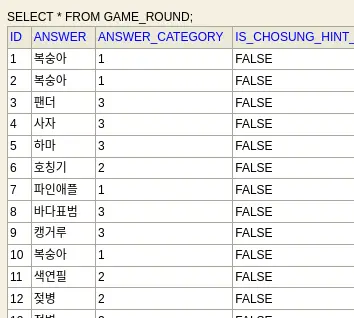 SELECT * FROM GAME_ROUND;
ID ANSWER ANSWER_CATEGORY IS_CHOSUNG_HINT_
1 복숭아 1 FALSE
2 복숭아 1 FALSE
3 팬더 3 FALSE
4 사자 3 FALSE
5 하마 3 FALSE
6 호칭기 2 FALSE
7 파인애플 1 FALSE
8 바다표범 3 FALSE
9 캥거루 3 FALSE
10 복숭아 1 FALSE
11 색연필 2 FALSE
12 젖병 2 FALSE